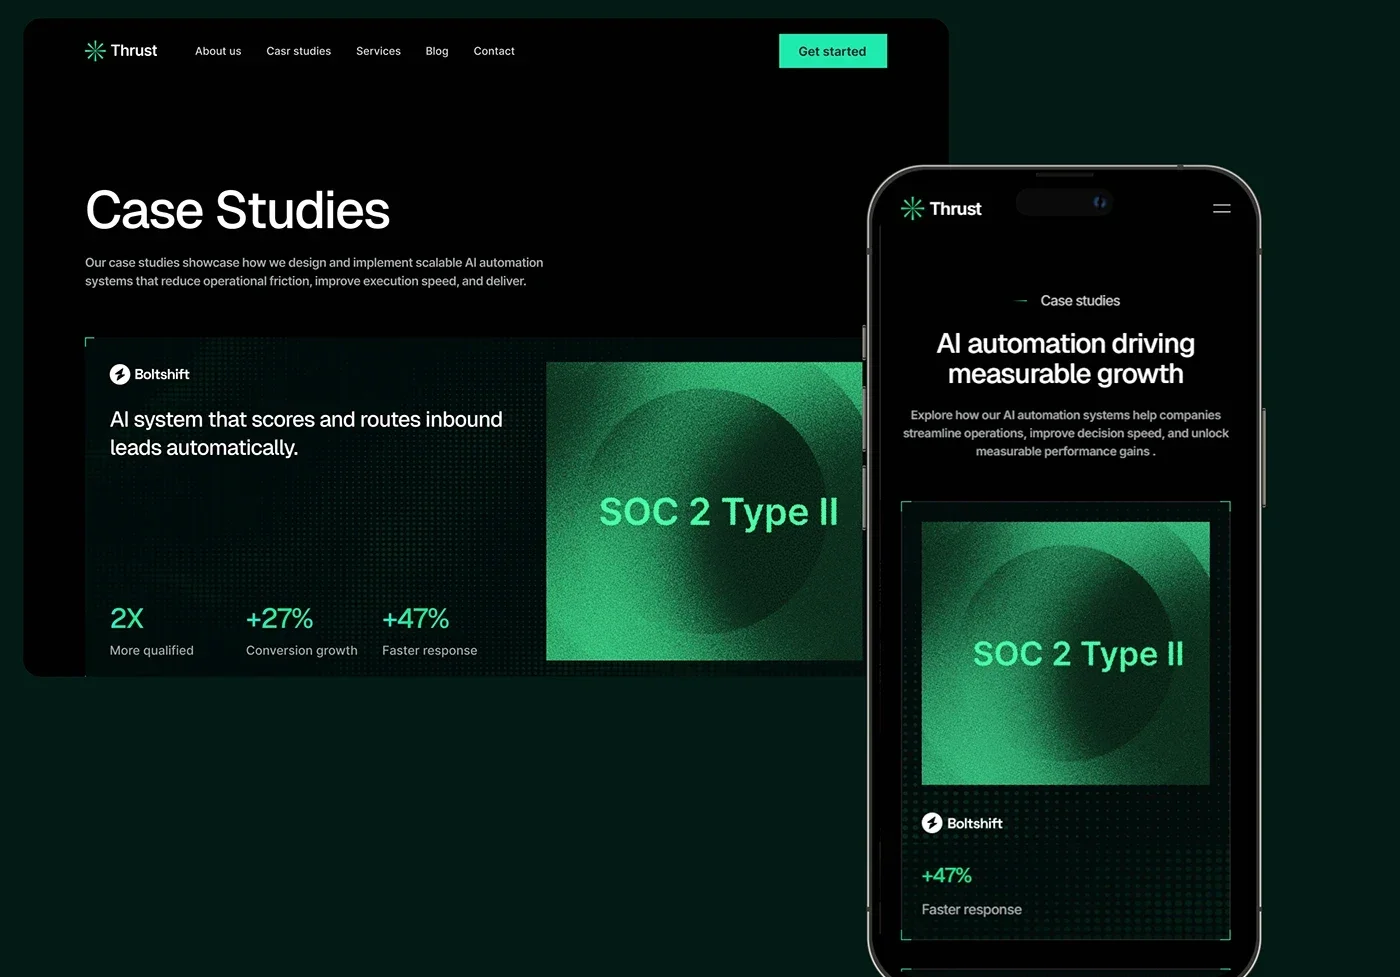 Thrust
About us
Casr studies
Services
Blog
Contact
Get started
Case Studies
Our case studies showcase how we design and implement scalable AI automation
systems that reduce operational friction, improve execution speed, and deliver.
Boltshift
AI system that scores and routes inbound
leads automatically.
SOC 2 Type II
2X
More qualified
+27%
Conversion growth
+47%
Faster response
Thrust
Case studies
AI automation driving
measurable growth
Explore how our AI automation systems help companies
streamline operations, improve decision speed, and unlock
measurable performance gains .
SOC 2 Type II
Boltshift
+47%
Faster response